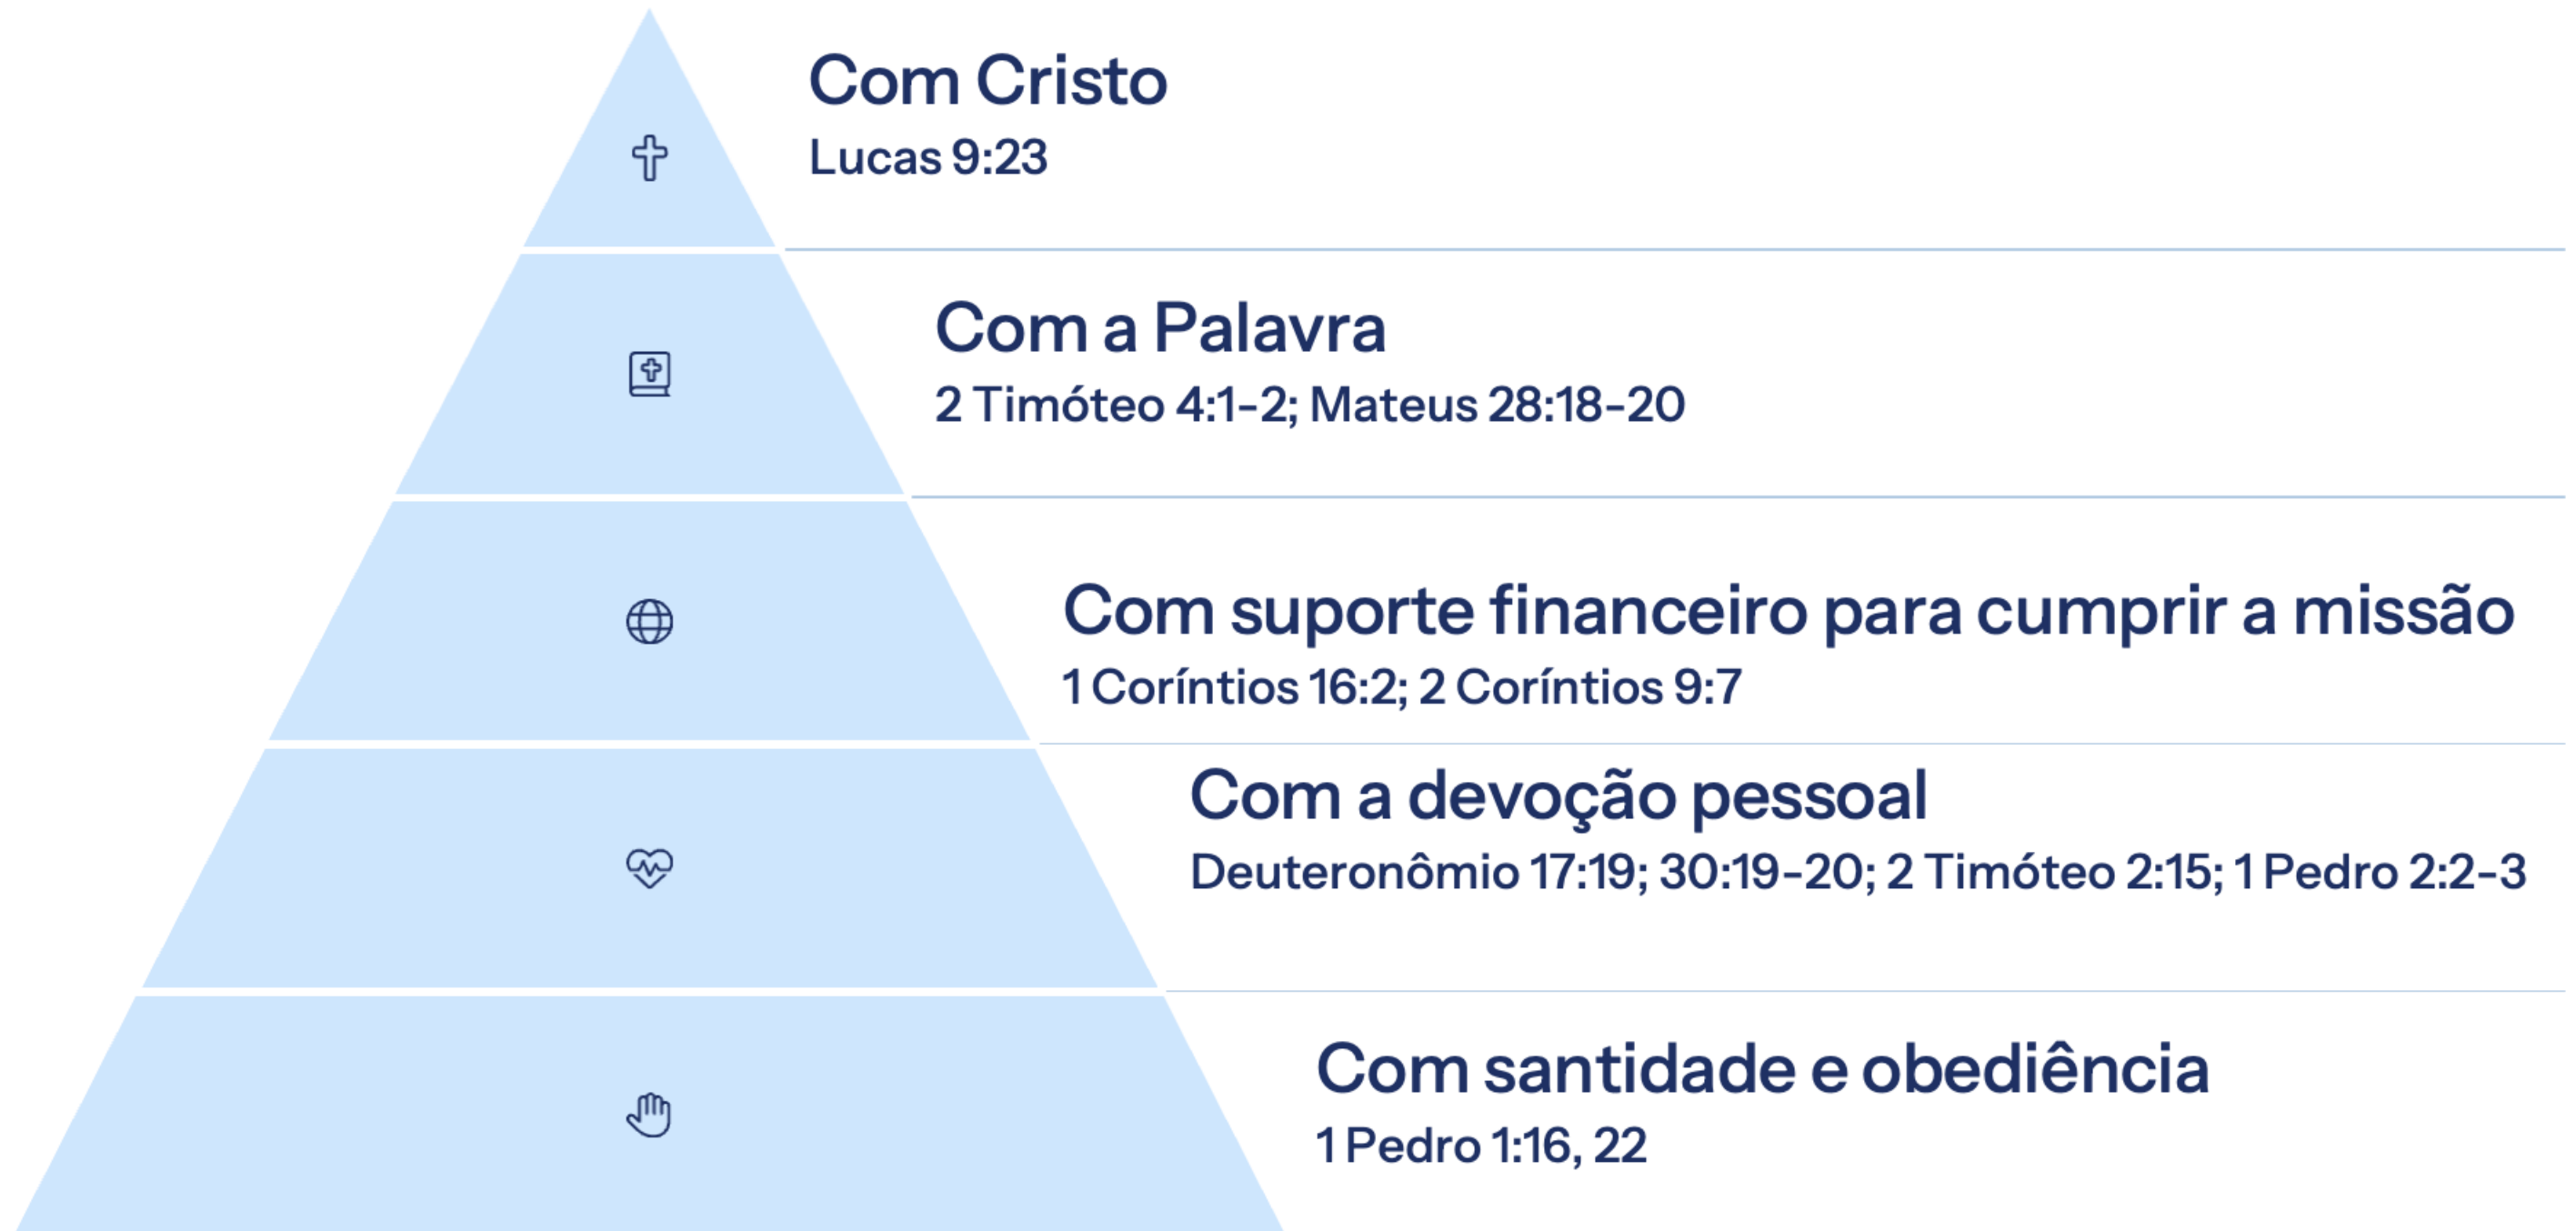 Com Cristo
Lucas 9:23
Com a Palavra
2 Timóteo 4:1-2; Mateus 28:18-20
Com suporte financeiro para cumprir a missão
1 Coríntios 16:2; 2 Coríntios 9:7
Com a devoção pessoal
Deuteronômio 17:19; 30:19-20; 2 Timóteo 2:15; 1 Pedro 2:2-3
Com santidade e obediência
1 Pedro 1:16, 22